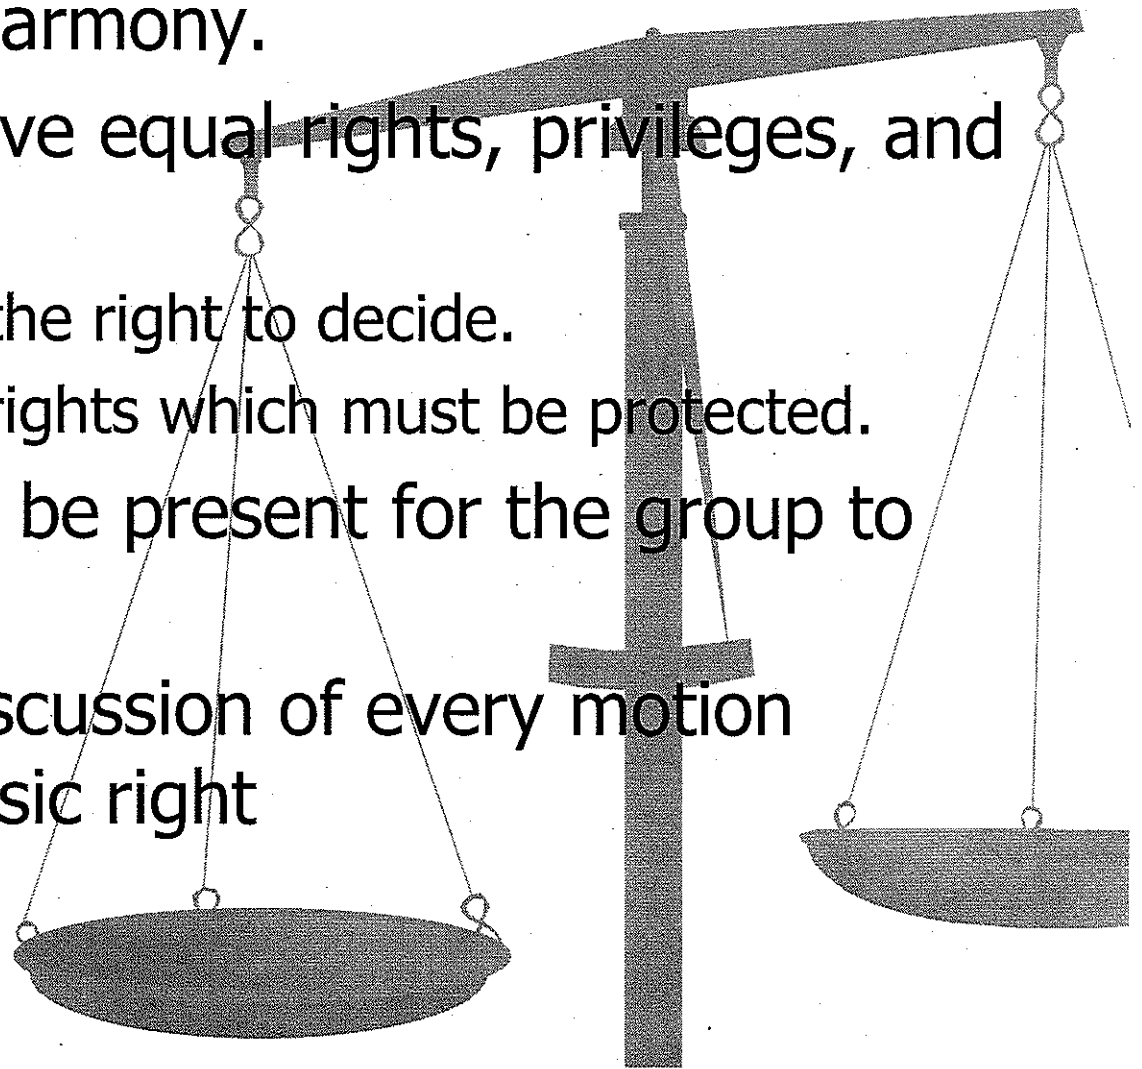 armony.
ve equal rights, privileges, and
the right to decide.
rights which must be protected.
be present for the group to
scussion of every motion
sic right